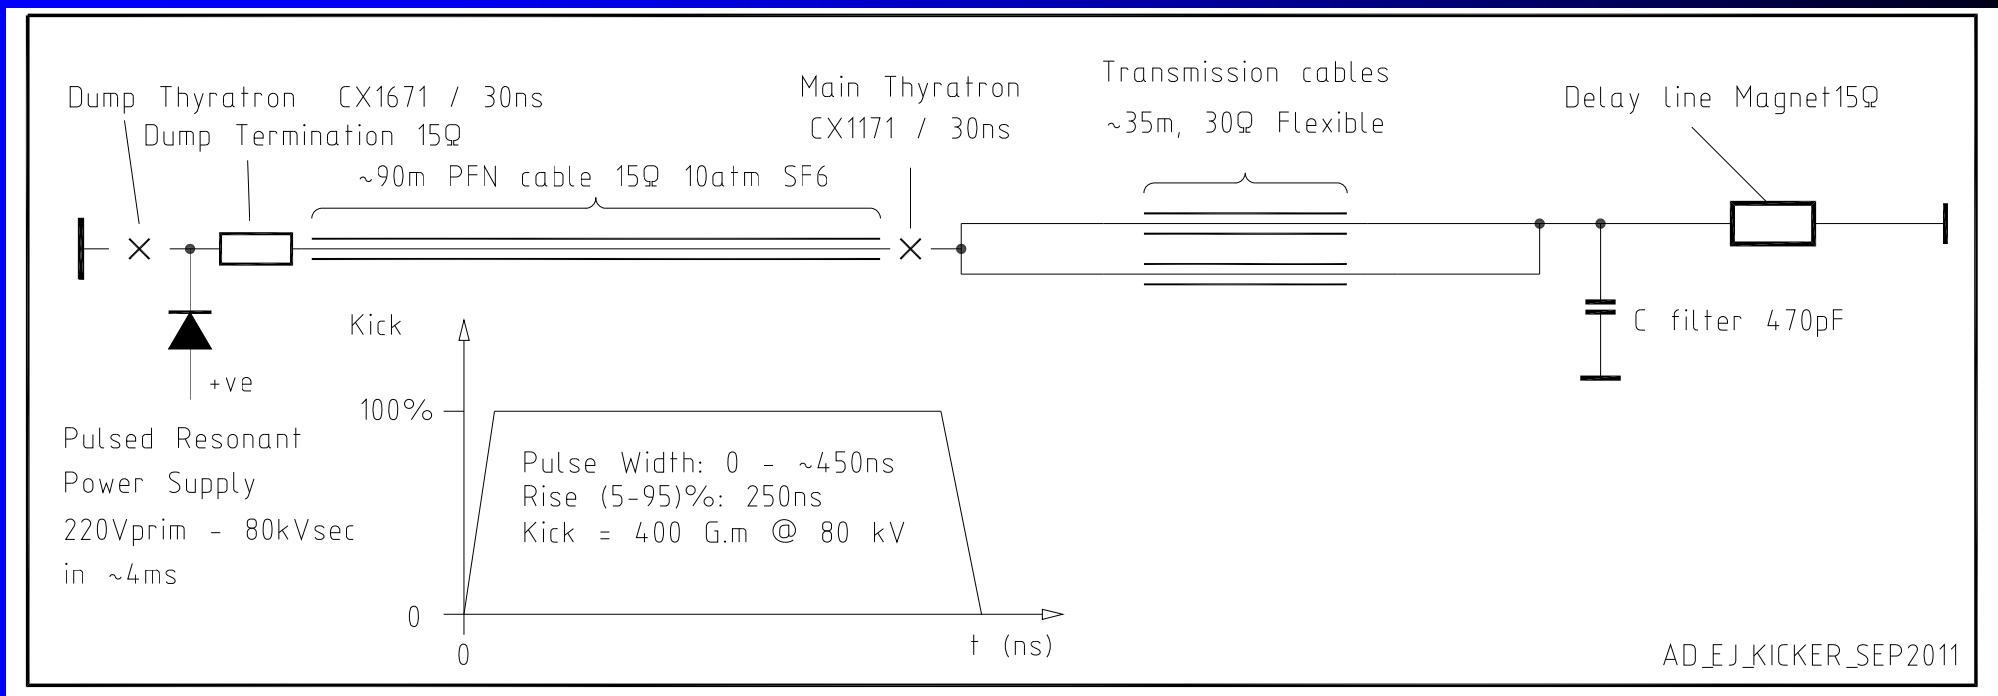 Dump Thyratron CX1671 / 30ns
Dump Termination 15Ω
~90m PFN cable 15Ω 10atm SF6
Main Thyratron
CX1171 / 30ns
Transmission cables
~35m, 30Ω Flexible
Delay line Magnet15Ω
C filter 470pF
+ve
Pulsed Resonant
Power Supply
220Vprim - 80kVsec
in ~4ms
Kick
100%
Pulse Width: 0 - ~450ns
Rise (5-95)%: 250ns
Kick = 400 G.m @ 80 kV
0
0
t (ns)
AD_EJ_KICKER_SEP2011